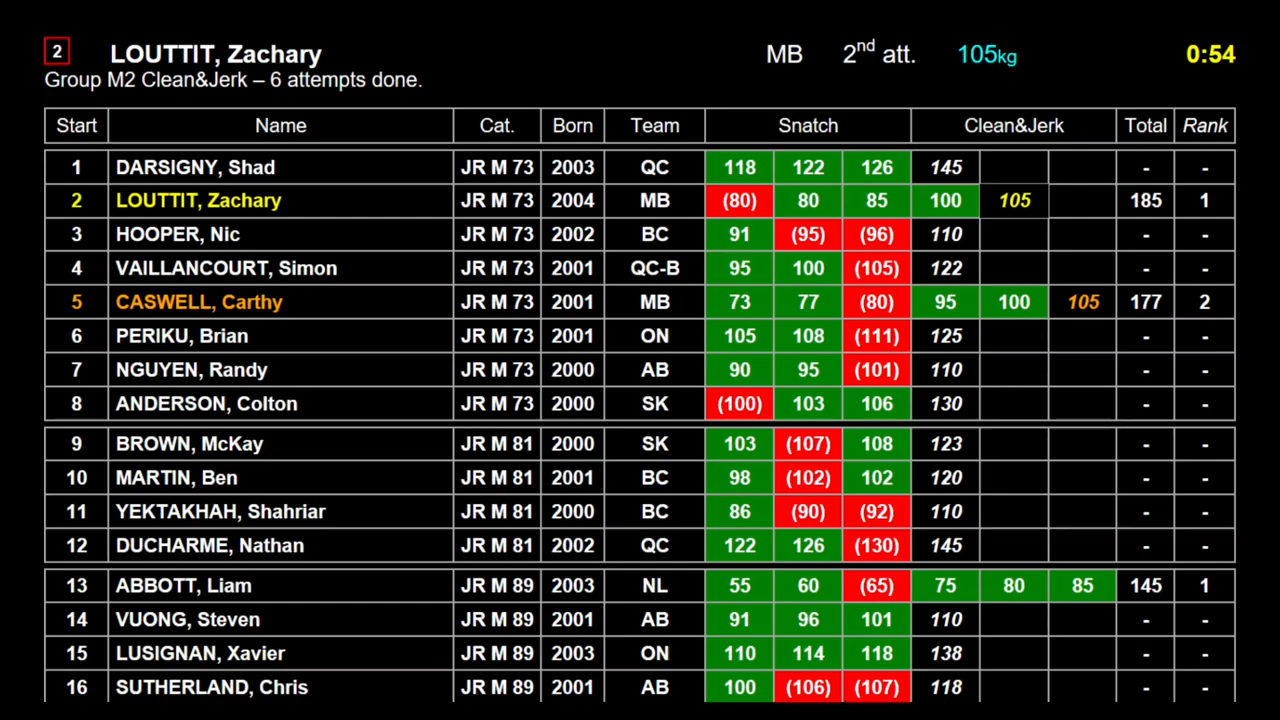 2 LOUTTIT, Zachary MB 2nd att. 105kg 0:54
Group M2 Clean&Jerk – 6 attempts done.
Start Name Cat. Born Team Snatch Clean&Jerk Total Rank
1 DARSIGNY, Shad JR M 73 2003 QC 118 122 126 145 - -
2 LOUTTIT, Zachary JR M 73 2004 MB (80) 80 85 100 105 185 1
3 HOOPER, Nic JR M 73 2002 BC 91 (95) (96) 110 - -
4 VAILLANCOURT, Simon JR M 73 2001 QC-B 95 100 (105) 122 - -
5 CASWELL, Carthy JR M 73 2001 MB 73 77 (80) 95 100 105 177 2
6 PERIKU, Brian JR M 73 2001 ON 105 108 (111) 125 - -
7 NGUYEN, Randy JR M 73 2000 AB 90 95 (101) 110 - -
8 ANDERSON, Colton JR M 73 2000 SK (100) 103 106 130 - -
9 BROWN, McKay JR M 81 2000 SK 103 (107) 108 123 - -
10 MARTIN, Ben JR M 81 2001 BC 98 (102) 102 120 - -
11 YEKTAKHAH, Shahriar JR M 81 2000 BC 86 (90) (92) 110 - -
12 DUCHARME, Nathan JR M 81 2002 QC 122 126 (130) 145 - -
13 ABBOTT, Liam JR M 89 2003 NL 55 60 (65) 75 80 85 145 1
14 VUONG, Steven JR M 89 2001 AB 91 96 101 110 - -
15 LUSIGNAN, Xavier JR M 89 2003 ON 110 114 118 138 - -
16 SUTHERLAND, Chris JR M 89 2001 AB 100 (106) (107) 118 - -